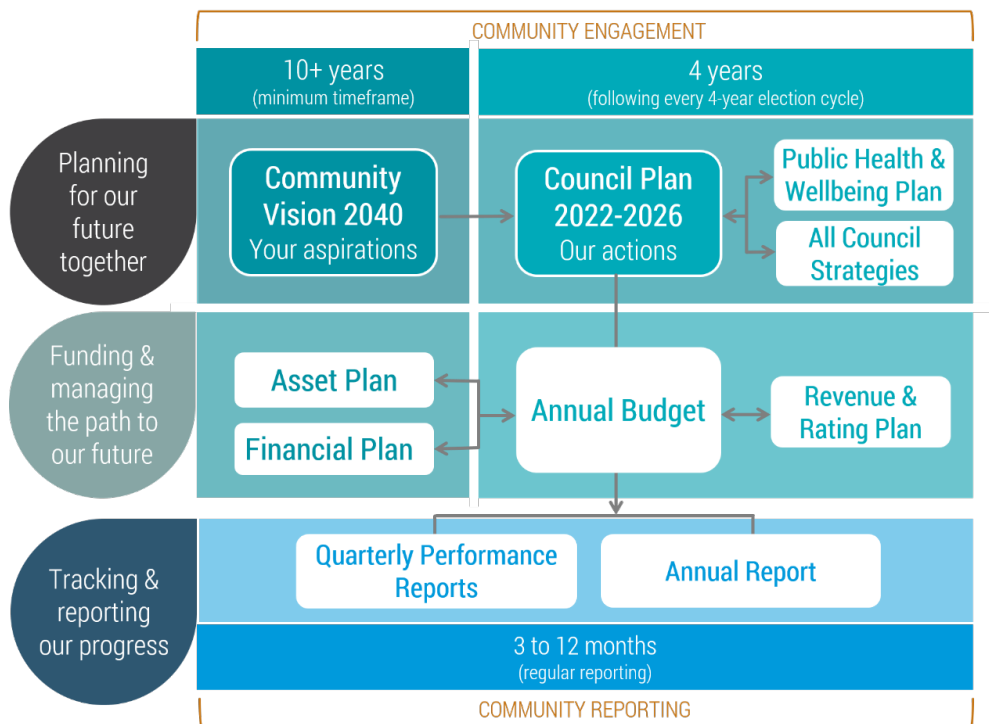 COMMUNITY ENGAGEMENT
10+ years
(minimum timeframe)
4 years
(following every 4-year election cycle)
Planning
for our
future
together
Community
Vision 2040
Your aspirations
Council Plan
2022-2026
Our actions
Public Health &
Wellbeing Plan
All Council
Strategies
Funding &
managing
the path to
our future
Asset Plan
Financial Plan
Annual Budget
Revenue &
Rating Plan
Tracking &
reporting
our progress
Quarterly Performance
Reports
Annual Report
3 to 12 months
(regular reporting)
COMMUNITY REPORTING